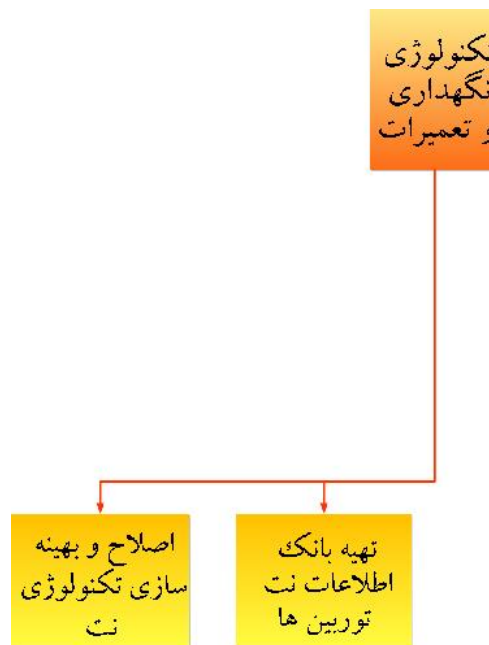 تکنولوژی
نگهداری
و تعمیرات
تهیه بانک
اطلاعات نت
توربین ها
اصلاح و بهینه
سازی تکنولوژی
نت